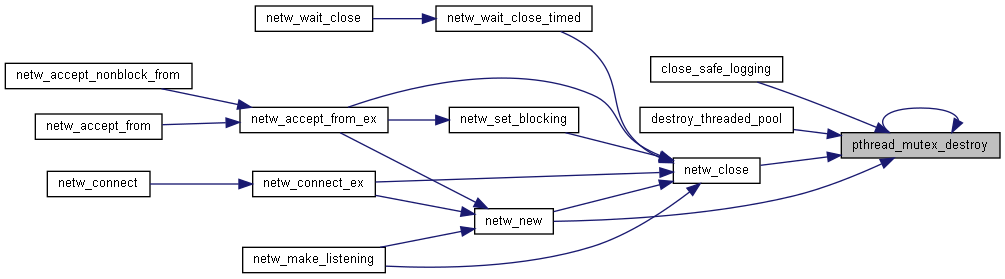 netw_wait_close
netw_wait_close_timed
netw_accept_nonblock_from
close_safe_logging
netw_accept_from
netw_accept_from_ex
netw_set_blocking
destroy_threaded_pool
pthread_mutex_destroy
netw_connect
netw_connect_ex
netw_close
netw_new
netw_make_listening